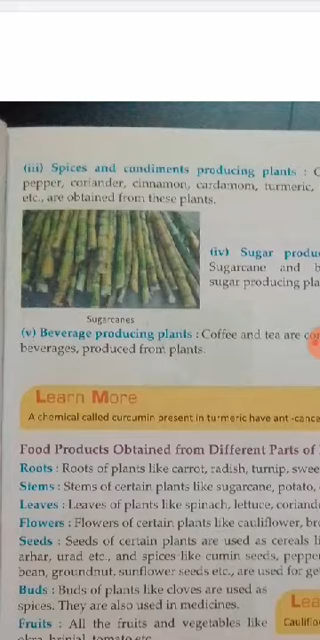 (iii) Spices and condiments producing plants : C
pepper, coriander, cinnamon, cardamom, turmeric,
etc., are obtained from these plants.
(iv) Sugar produ
Sugarcane and b
sugar producing pla
Sugarcanes
(v) Beverage producing plants : Coffee and tea are co
beverages, produced from plants.
Learn More
A chemical called curcumin present in turmeric have ant -cance
Food Products Obtained from Different Parts of
Roots : Roots of plants like carrot, radish, turnip, swee
Stems : Stems of certain plants like sugarcane, potato,
Leaves : Leaves of plants like spinach, lettuce, coriand
Flowers : Flowers of certain plants like cauliflower, br
Seeds : Seeds of certain plants are used as cereals li
arhar, urad etc., and spices like cumin seeds, peppe
bean, groundnut, sunflower seeds etc., are used for ge
Buds : Buds of plants like cloves are used as
spices. They are also used in medicines.
Lea
Fruits : All the fruits and vegetables like
Cauliflo
okra, brinjal, tomato etc.